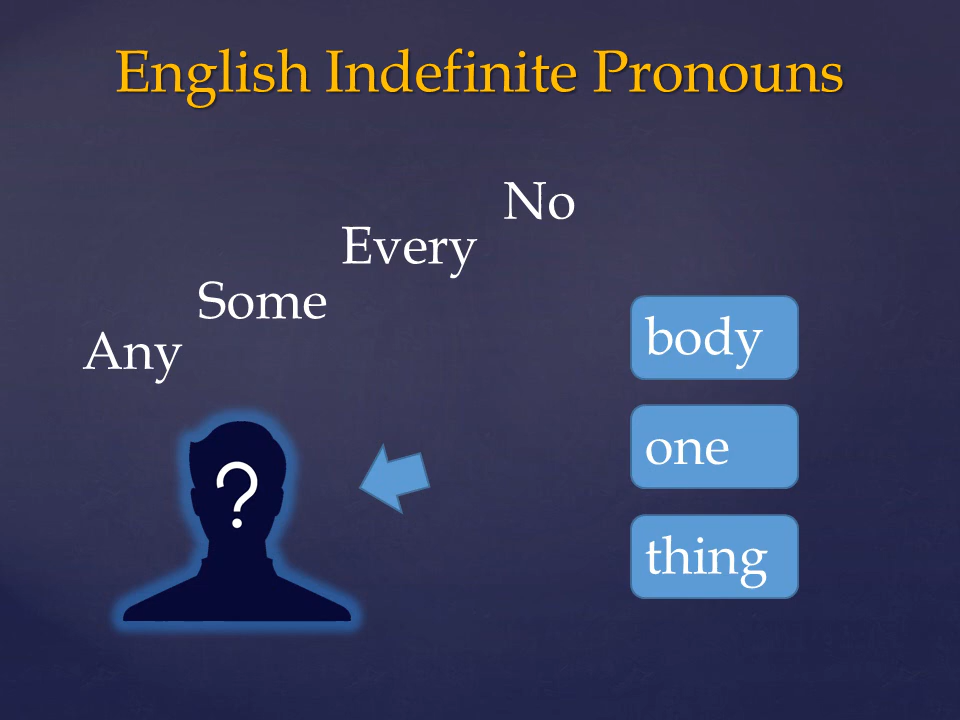 English Indefinite Pronouns
No
Every
Some
Any
body
one
thing
?